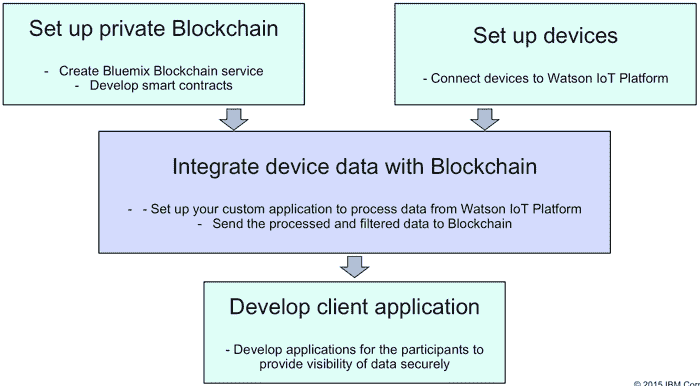 Set up private Blockchain
- Create Bluemix Blockchain service
- Develop smart contracts
Set up devices
- Connect devices to Watson IoT Platform
Integrate device data with Blockchain
- - Set up your custom application to process data from Watson IoT Platform
- Send the processed and filtered data to Blockchain
Develop client application
- Develop applications for the participants to
provide visibility of data securely
© 2015 IBM